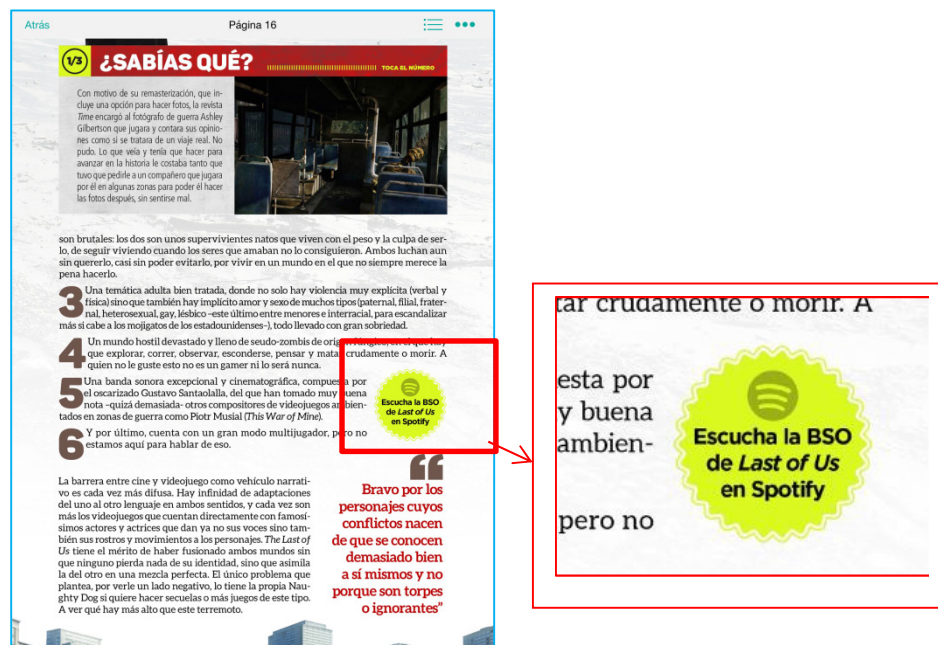 Atrás
Página 16
1/3
¿SABÍAS QUÉ?
TOCA EL NÚMERO
Con motivo de su remasterización, que in-
cluye una opción para hacer fotos, la revista
Time encargó al fotógrafo de guerra Ashley
Gilbertson que jugara y contara sus opinio-
nes como si se tratara de un viaje real. No
pudo. Lo que veía y tenía que hacer para
avanzar en la historia le costaba tanto que
tuvo que pedirle a un compañero que jugara
por él en algunas zonas para poder él hacer
las fotos después, sin sentirse mal.
son brutales: los dos son unos supervivientes natos que viven con el peso y la culpa de ser-
lo, de seguir viviendo cuando los seres que amaban no lo consiguieron. Ambos luchan aun
sin quererlo, casi sin poder evitarlo, por vivir en un mundo en el que no siempre merece la
pena hacerlo.
3 Una temática adulta bien tratada, donde no solo hay violencia muy explícita (verbal y
física) sino que también hay implícito amor y sexo de muchos tipos (paternal, filial, frater-
nal, heterosexual, gay, lésbico –este último entre menores e interracial, para escandalizar
más si cabe a los mojigatos de los estadounidenses–), todo llevado con gran sobriedad.
4 Un mundo hostil devastado y lleno de seudo-zombis de origen fúngico, en el que hay
que explorar, correr, observar, esconderse, pensar y matar crudamente o morir. A
quien no le guste esto no es un gamer ni lo será nunca.
5 Una banda sonora excepcional y cinematográfica, compuesta por
el oscarizado Gustavo Santaolalla, del que han tomado muy buena
nota –quizá demasiada- otros compositores de videojuegos ambien-
tados en zonas de guerra como Piotr Musial (This War of Mine).
6 Y por último, cuenta con un gran modo multijugador, pero no
estamos aquí para hablar de eso.
Escucha la BSO
de Last of Us
en Spotify
La barrera entre cine y videojuego como vehículo narrati-
vo es cada vez más difusa. Hay infinidad de adaptaciones
del uno al otro lenguaje en ambos sentidos, y cada vez son
más los videojuegos que cuentan directamente con famosí-
simos actores y actrices que dan ya no sus voces sino tam-
bién sus rostros y movimientos a los personajes. The Last of
Us tiene el mérito de haber fusionado ambos mundos sin
que ninguno pierda nada de su identidad, sino que asimila
la del otro en una mezcla perfecta. El único problema que
plantea, por verle un lado negativo, lo tiene la propia Nau-
ghty Dog si quiere hacer secuelas o más juegos de este tipo.
A ver qué hay más alto que este terremoto.
“
Bravo por los
personajes cuyos
conflictos nacen
de que se conocen
demasiado bien
a sí mismos y no
porque son torpes
o ignorantes”
tar crudamente o morir. A
esta por
y buena
ambien-
pero no
Escucha la BSO
de Last of Us
en Spotify